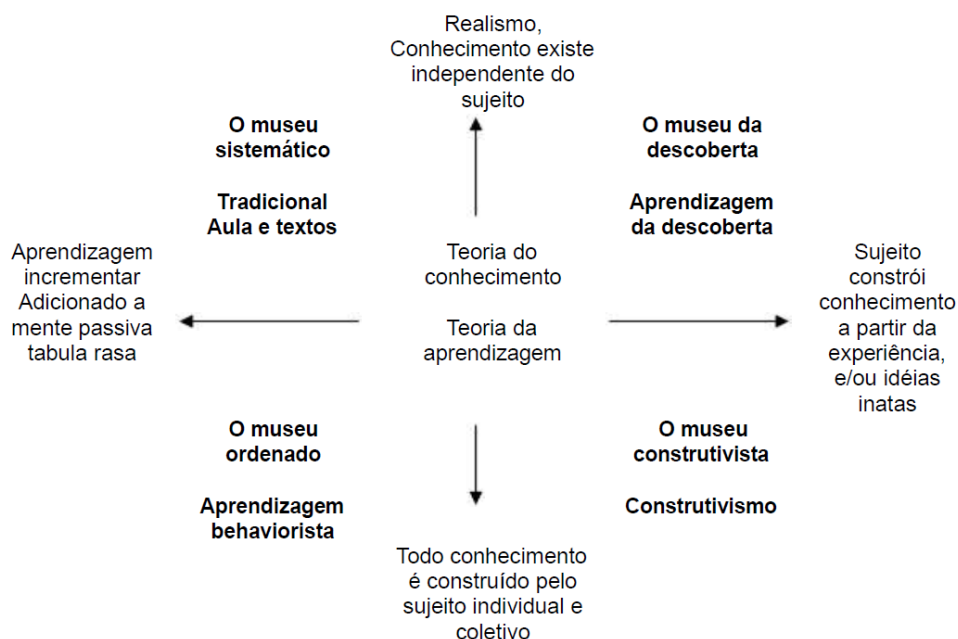 Realismo,
Conhecimento existe
independente do
sujeito
O museu
sistemático
Tradicional
Aula e textos
O museu da
descoberta
Aprendizagem
da descoberta
Aprendizagem
incrementar
Adicionado a
mente passiva
tabula rasa
Teoria do
conhecimento
Teoria da
aprendizagem
Sujeito
constrói
conhecimento
a partir da
experiência,
e/ou idéias
inatas
O museu
ordenado
Aprendizagem
behaviorista
O museu
construtivista
Construtivismo
Todo conhecimento
é construído pelo
sujeito individual e
coletivo